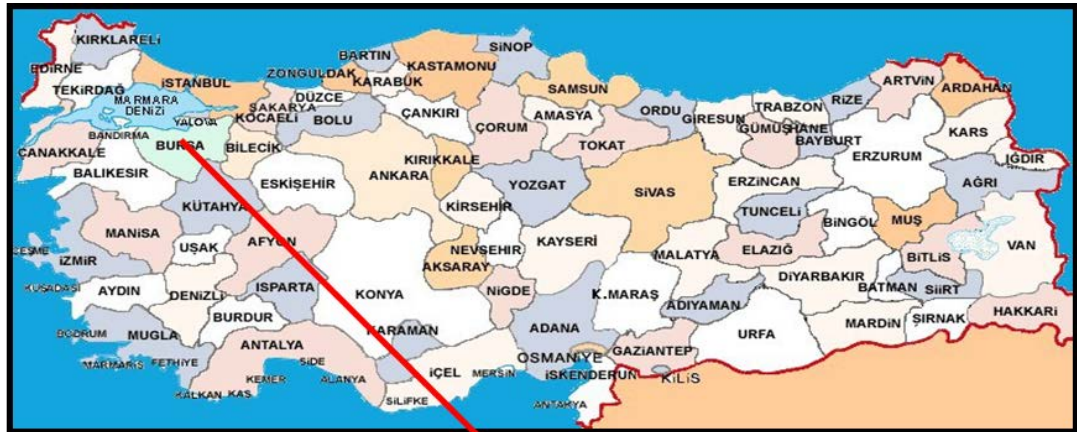 KIRKLARELİ
EDİRNE
TEKİRDAĞ
İSTANBUL
MARMARA
DENİZİ
YALOVA
KOCAELİ
SAKARYA
DÜZCE
ZONGULDAK
BARTIN
KARABÜK
KASTAMONU
SİNOP
SAMSUN
ORDU
GİRESUN
TRABZON
RİZE
ARTVİN
ARDAHAN
KARS
IĞDIR
AĞRI
ERZURUM
BAYBURT
GÜMÜŞHANE
ERZİNCAN
SİVAS
TOKAT
AMASYA
ÇORUM
ÇANKIRI
BOLU
BİLECİK
BURSA
BANDIRMA
ÇANAKKALE
BALIKESIR
KÜTAHYA
ESKİŞEHİR
ANKARA
KIRIKKALE
KİRŞEHİR
YOZGAT
NEVŞEHIR
KAYSERİ
MALATYA
TUNCELİ
ELAZIĞ
BİNGÖL
MUŞ
BİTLİS
VAN
HAKKARİ
ŞIRNAK
SİİRT
BATMAN
DİYARBAKIR
MARDİN
URFA
ADIYAMAN
K.MARAŞ
GAZİANTEP
KİLİS
OSMANİYE
İSKENDERUN
ANTAKYA
ADANA
MERSİN
İÇEL
SİLİFKE
NİGDE
AKSARAY
KONYA
KARAMAN
AFYON
UŞAK
MANİSA
İZMİR
ÇEŞME
KUŞADASI
AYDIN
DENİZLİ
ISPARTA
BURDUR
MUGLA
BODRUM
MARMARİS
FETHİYE
ANTALYA
SİDE
KEMER
ALANYA
KALKAN
KAŞ